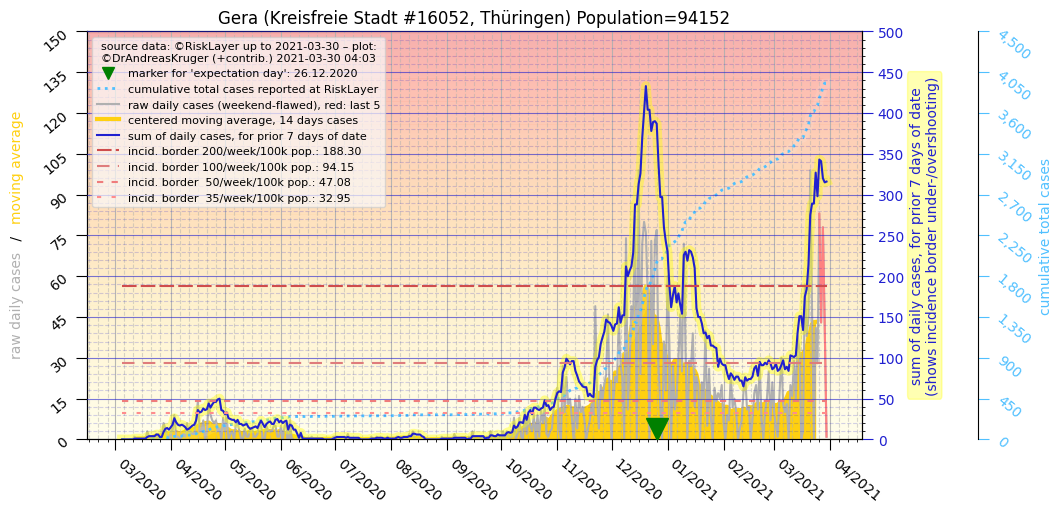 Gera (Kreisfreie Stadt #16052, Thüringen) Population=94152
source data: ©RiskLayer up to 2021-03-30 – plot:
©DrAndreasKruger (+contrib.) 2021-03-30 04:03
marker for 'expectation day': 26.12.2020
cumulative total cases reported at RiskLayer
raw daily cases (weekend-flawed), red: last 5
centered moving average, 14 days cases
sum of daily cases, for prior 7 days of date
incid. border 200/week/100k pop.: 188.30
incid. border 100/week/100k pop.: 94.15
incid. border  50/week/100k pop.: 47.08
incid. border  35/week/100k pop.: 32.95
raw daily cases / moving average
150
135
120
105
90
75
60
45
30
15
0
03/2020
04/2020
05/2020
06/2020
07/2020
08/2020
09/2020
10/2020
11/2020
12/2020
01/2021
02/2021
03/2021
04/2021
500
450
400
350
300
250
200
150
100
50
0
sum of daily cases, for prior 7 days of date
(shows incidence border under-/overshooting)
4,500
4,050
3,600
3,150
2,700
2,250
1,800
1,350
900
450
0
cumulative total cases